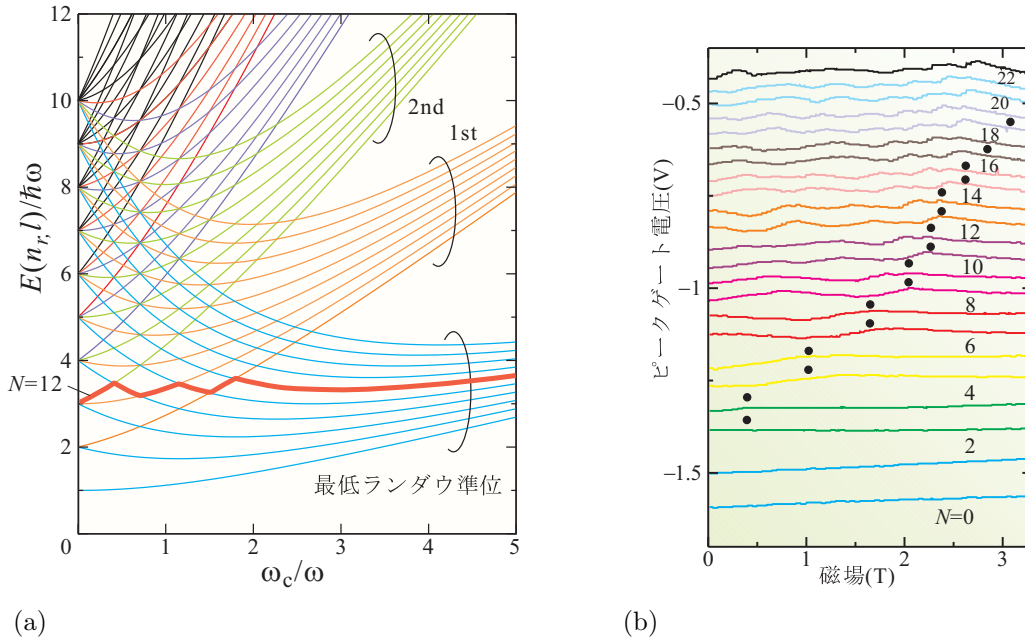 12
10
8
6
4
2
0
E(n_r, l)/ħω
2nd
1st
N=12
最低ランダウ準位
0 1 2 3 4 5
ω_c/ω
(a)
ピークゲート電圧(V)
−0.5
−1
−1.5
22
20
18
16
14
12
10
8
6
4
2
N=0
0 1 2 3
磁場(T)
(b)